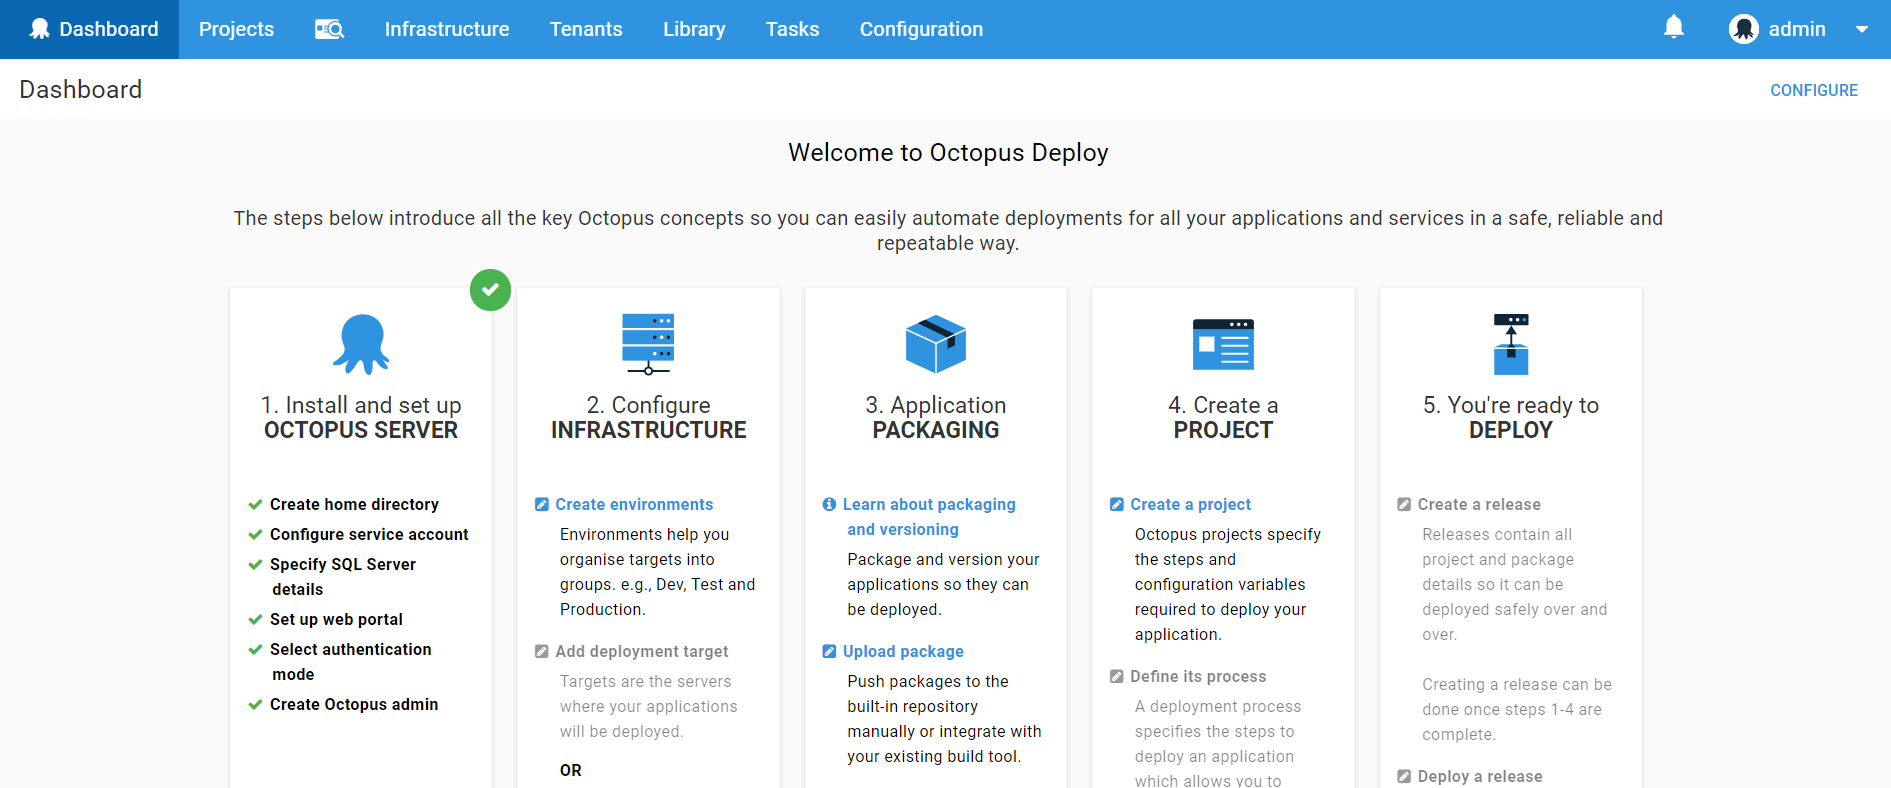 Dashboard Projects Infrastructure Tenants Library Tasks Configuration admin
Dashboard CONFIGURE
Welcome to Octopus Deploy
The steps below introduce all the key Octopus concepts so you can easily automate deployments for all your applications and services in a safe, reliable and
repeatable way.
1. Install and set up
OCTOPUS SERVER
Create home directory
Configure service account
Specify SQL Server
details
Set up web portal
Select authentication
mode
Create Octopus admin
2. Configure
INFRASTRUCTURE
Create environments
Environments help you
organise targets into
groups. e.g., Dev, Test and
Production.
Add deployment target
Targets are the servers
where your applications
will be deployed.
OR
3. Application
PACKAGING
Learn about packaging
and versioning
Package and version your
applications so they can
be deployed.
Upload package
Push packages to the
built-in repository
manually or integrate with
your existing build tool.
4. Create a
PROJECT
Create a project
Octopus projects specify
the steps and
configuration variables
required to deploy your
application.
Define its process
A deployment process
specifies the steps to
deploy an application
which allows you to
5. You're ready to
DEPLOY
Create a release
Releases contain all
project and package
details so it can be
deployed safely over and
over.
Creating a release can be
done once steps 1-4 are
complete.
Deploy a release